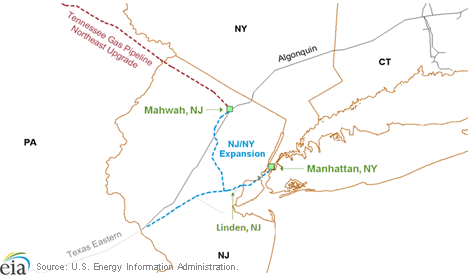 NY
Tennessee Gas Pipeline
Northeast Upgrade
Algonquin
CT
Mahwah, NJ
PA
NJ/NY
Expansion
Manhattan, NY
Linden, NJ
Texas Eastern
NJ
eia
Source: U.S. Energy Information Administration.